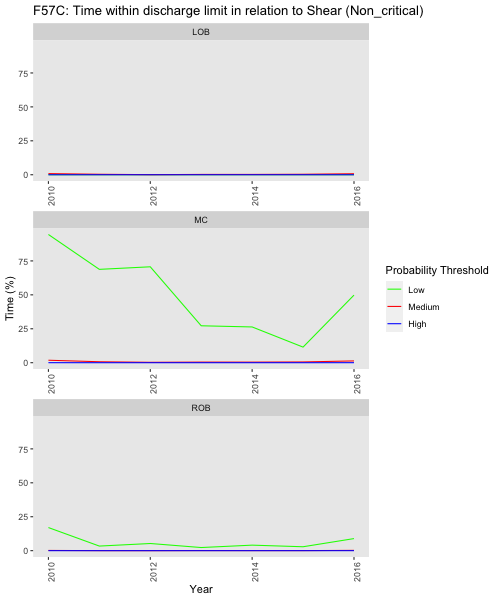 F57C: Time within discharge limit in relation to Shear (Non_critical)
LOB
75
50
25
0
2010
2012
2014
2016
MC
75
50
25
0
2010
2012
2014
2016
Time (%)
Probability Threshold
Low
Medium
High
ROB
75
50
25
0
2010
2012
2014
2016
Year